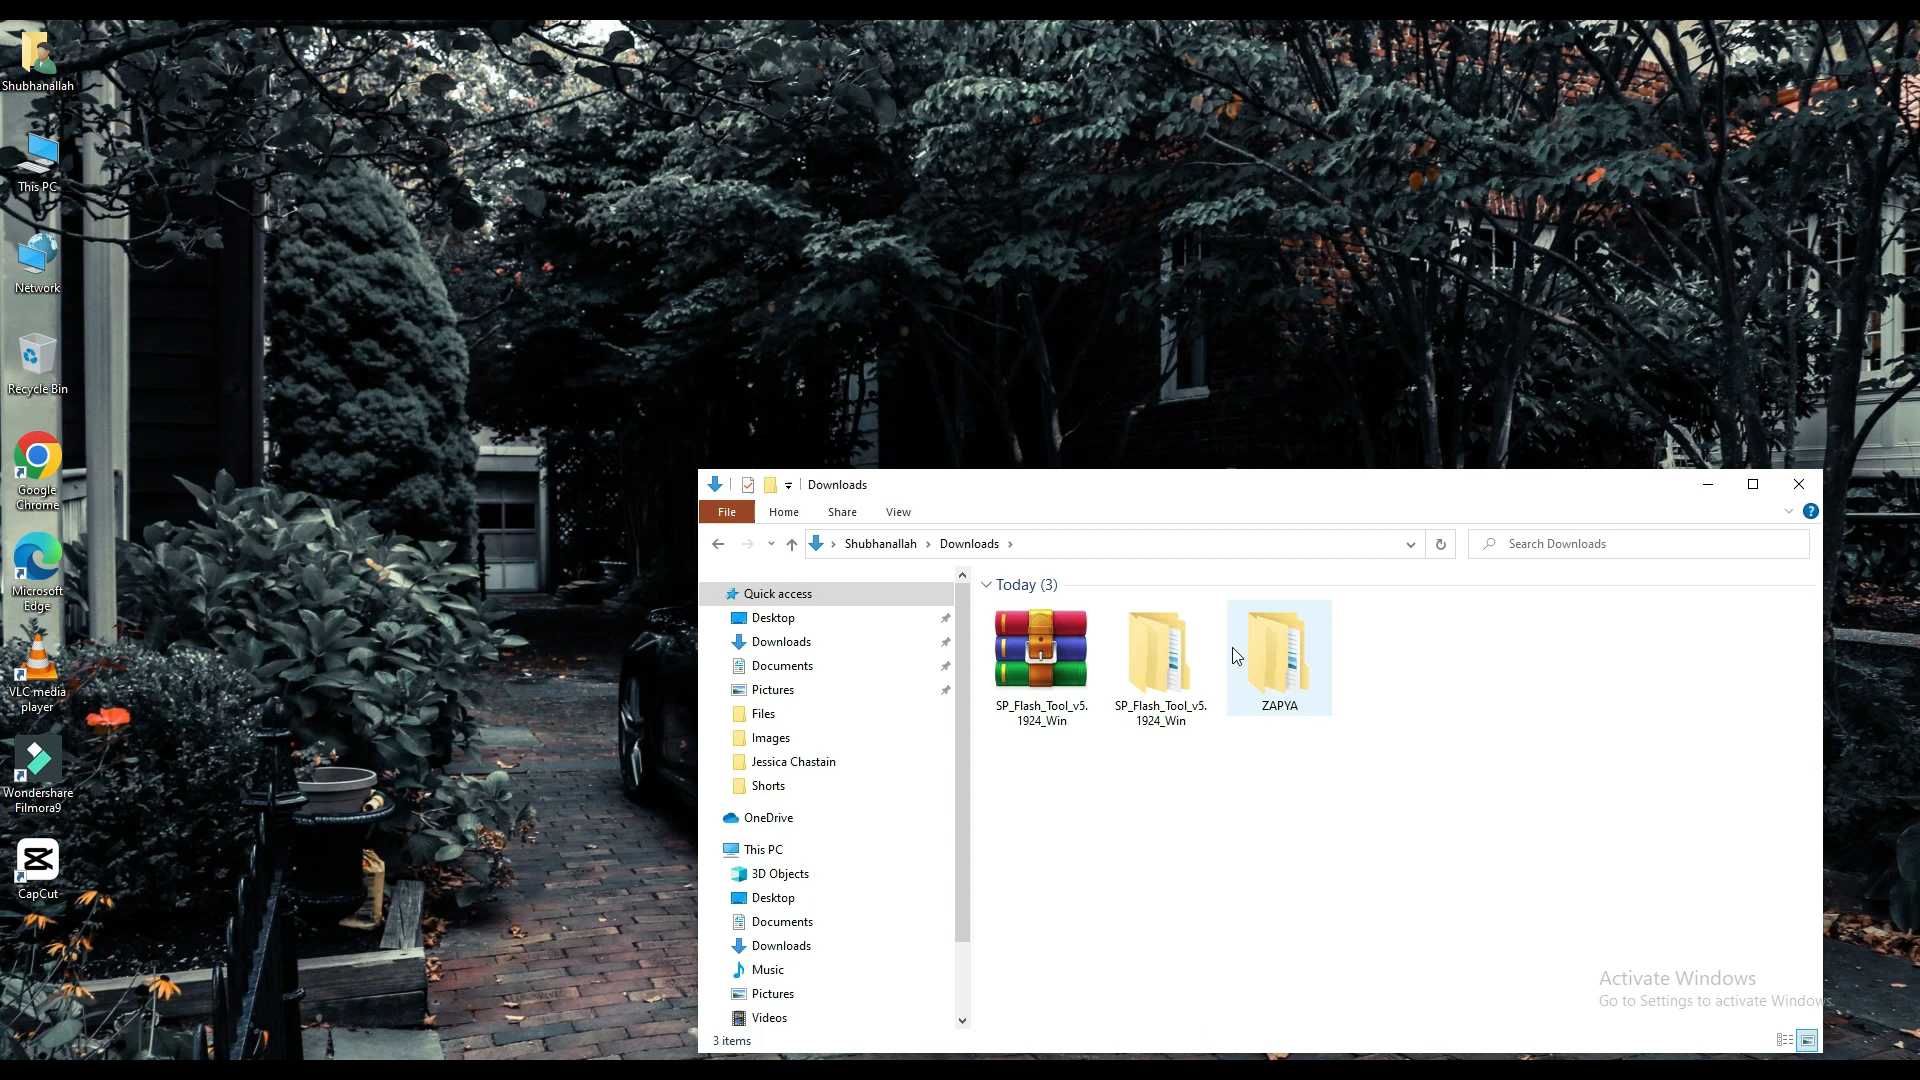 Shubhanallah
This PC
Network
Recycle Bin
Google
Chrome
Microsoft
Edge
VLC media
player
Wondershare
Filmora9
CapCut
Downloads
File
Home
Share
View
Shubhanallah
Downloads
Search Downloads
Quick access
Desktop
Downloads
Documents
Pictures
Files
Images
Jessica Chastain
Shorts
OneDrive
This PC
3D Objects
Desktop
Documents
Downloads
Music
Pictures
Videos
3 items
Today (3)
SP_Flash_Tool_v5.
1924_Win
SP_Flash_Tool_v5.
1924_Win
ZAPYA
Activate Windows
Go to Settings to activate Windows.